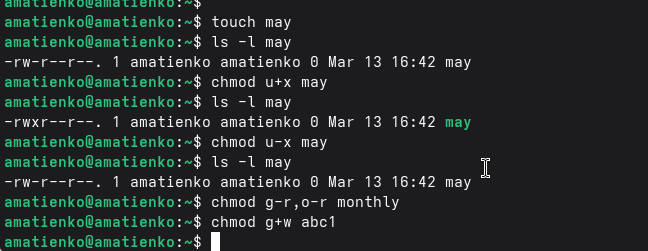 amatienko@amatienko:~$
amatienko@amatienko:~$ touch may
amatienko@amatienko:~$ ls -l may
-rw-r--r--. 1 amatienko amatienko 0 Mar 13 16:42 may
amatienko@amatienko:~$ chmod u+x may
amatienko@amatienko:~$ ls -l may
-rwxr--r--. 1 amatienko amatienko 0 Mar 13 16:42 may
amatienko@amatienko:~$ chmod u-x may
amatienko@amatienko:~$ ls -l may
-rw-r--r--. 1 amatienko amatienko 0 Mar 13 16:42 may
amatienko@amatienko:~$ chmod g-r,o-r monthly
amatienko@amatienko:~$ chmod g+w abc1
amatienko@amatienko:~$